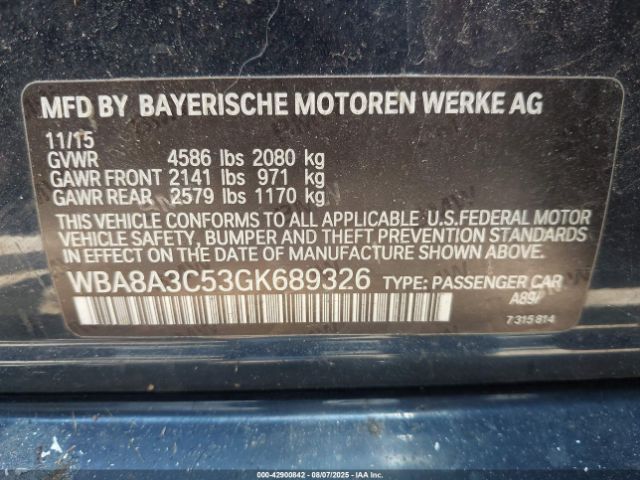 MFD BY BAYERISCHE MOTOREN WERKE AG
11/15
GVWR 4586 lbs 2080 kg
GAWR FRONT 2141 lbs 971 kg
GAWR REAR 2579 lbs 1170 kg
THIS VEHICLE CONFORMS TO ALL APPLICABLE U.S.FEDERAL MOTOR
VEHICLE SAFETY, BUMPER AND THEFT PREVENTION STANDARDS
IN EFFECT ON THE DATE OF MANUFACTURE SHOWN ABOVE.
WBA8A3C53GK689326 TYPE: PASSENGER CAR
A89/
7 315 814
000-42900842 - 08/07/2025 - IAAI.COM